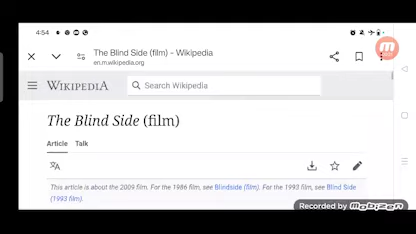 4:54
The Blind Side (film) - Wikipedia
en.m.wikipedia.org
WIKIPEDIA
Search Wikipedia
The Blind Side (film)
Article Talk
This article is about the 2009 film. For the 1986 film, see Blindside (film). For the 1993 film, see Blind Side
(1993 film).
Recorded by Mobizen